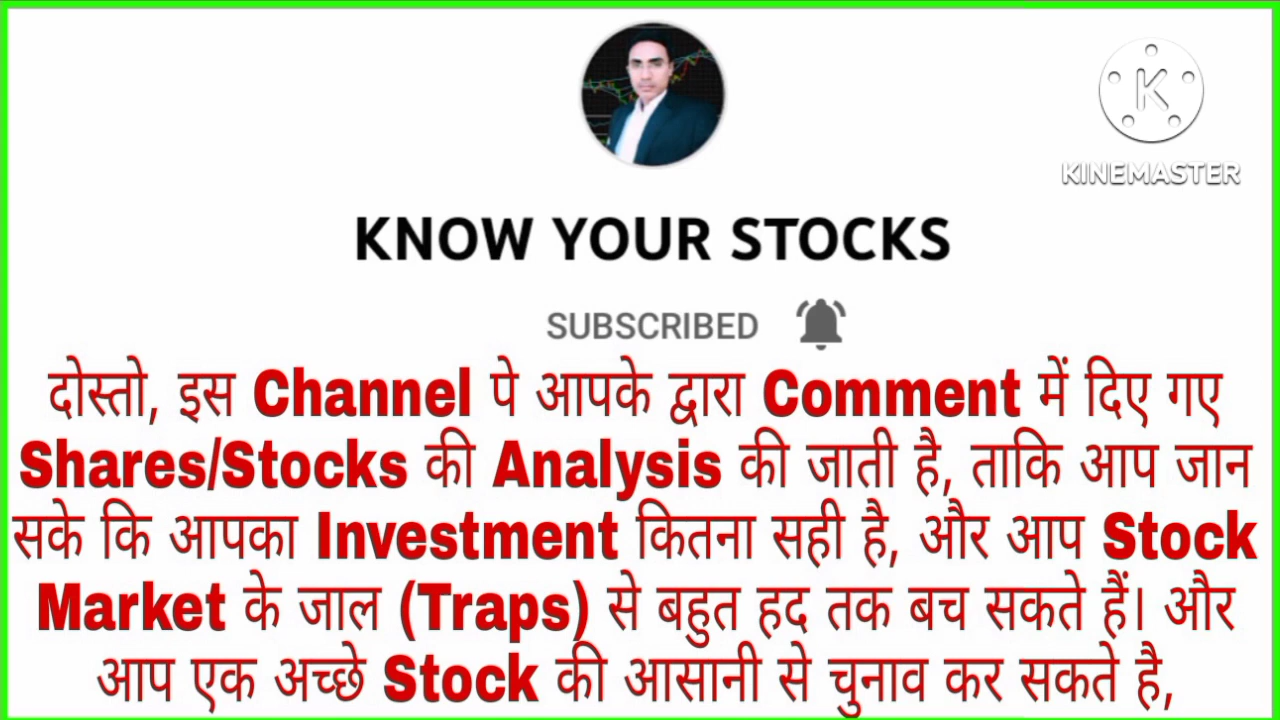 K
KINEMASTER
KNOW YOUR STOCKS
SUBSCRIBED
दोस्तो, इस Channel पे आपके द्वारा Comment में दिए गए
Shares/Stocks की Analysis की जाती है, ताकि आप जान
सके कि आपका Investment कितना सही है, और आप Stock
Market के जाल (Traps) से बहुत हद तक बच सकते हैं। और
आप एक अच्छे Stock की आसानी से चुनाव कर सकते है,